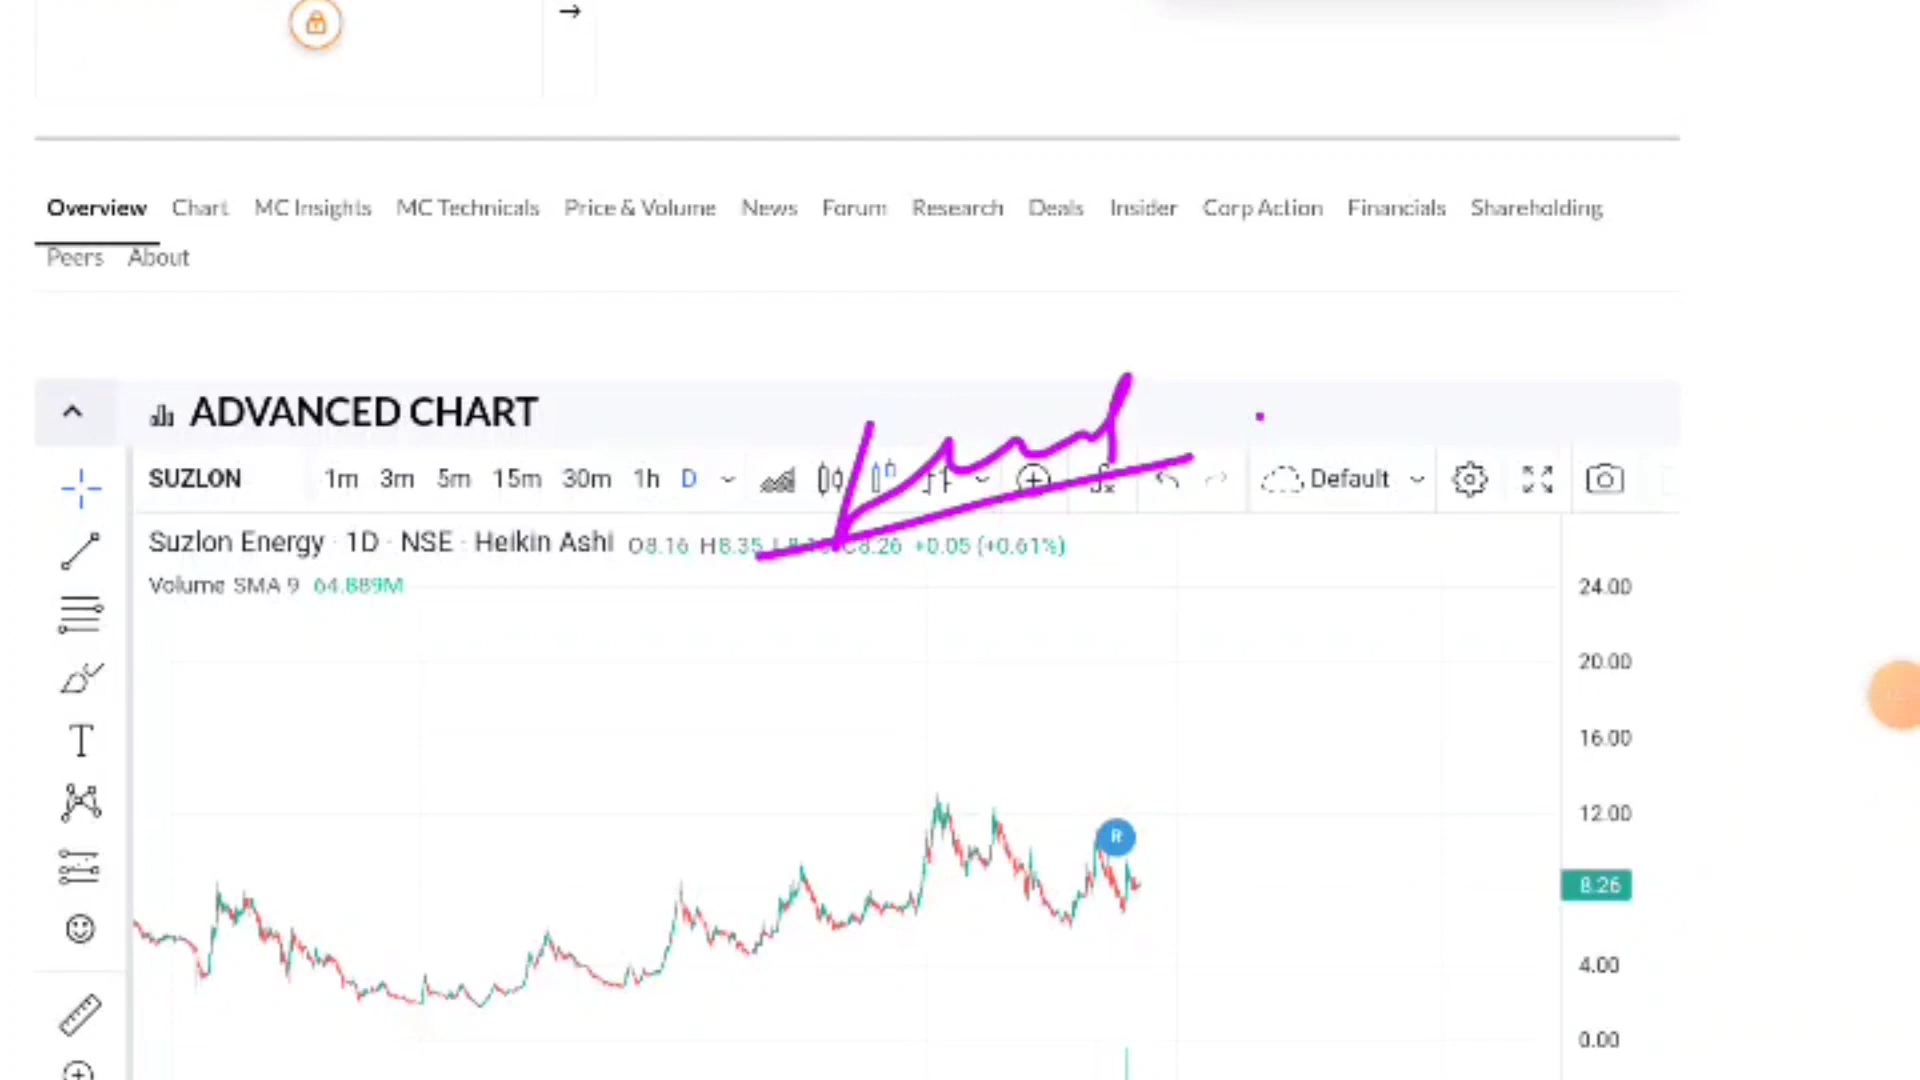 Overview Chart MC Insights MC Technicals Price & Volume News Forum Research Deals Insider Corp Action Financials Shareholding
Peers About
ADVANCED CHART
SUZLON 1m 3m 5m 15m 30m 1h D Default
Suzlon Energy · 1D · NSE · Heikin Ashi O8.16 H8.35 C8.26 +0.05 (+0.61%)
Volume SMA 9 64.889M
24.00
20.00
16.00
12.00
R
8.26
4.00
0.00